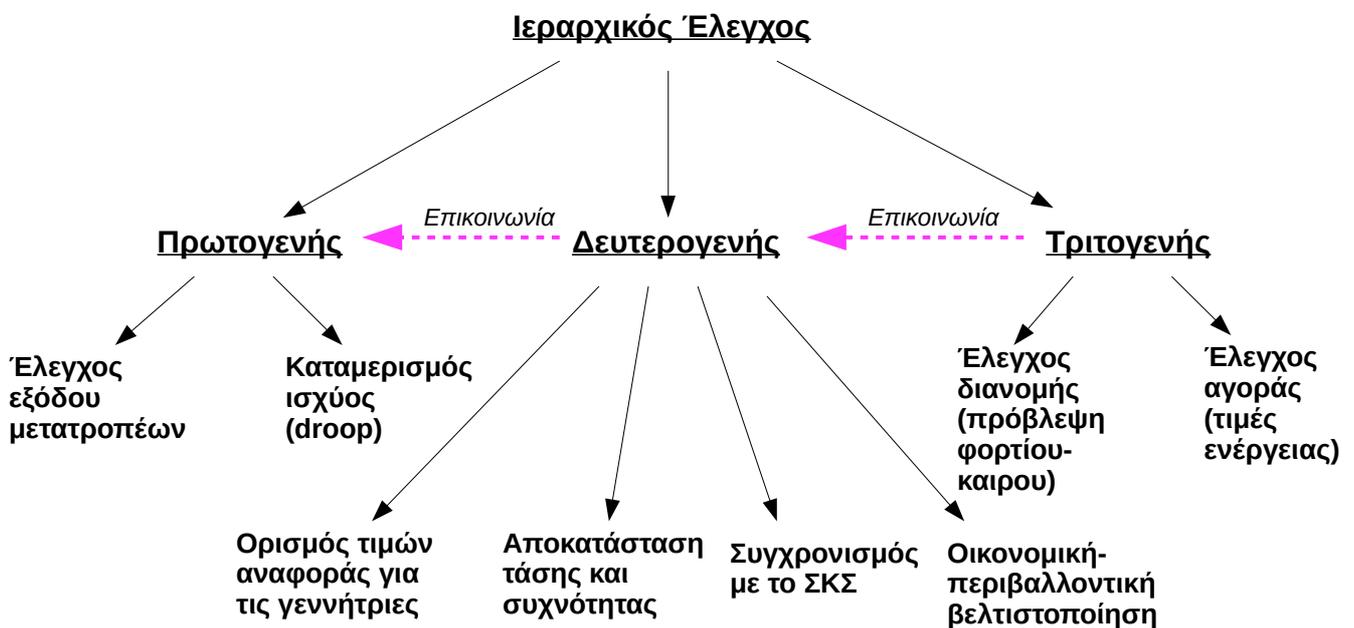 Ιεραρχικός Έλεγχος
Επικοινωνία
Επικοινωνία
Πρωτογενής
Δευτερογενής
Τριτογενής
Έλεγχος
εξόδου
μετατροπέων
Καταμερισμός
ισχύος
(droop)
Έλεγχος
διανομής
(πρόβλεψη
φορτίου-
καιρου)
Έλεγχος
αγοράς
(τιμές
ενέργειας)
Ορισμός τιμών
αναφοράς για
τις γεννήτριες
Αποκατάσταση
τάσης και
συχνότητας
Συγχρονισμός
με το ΣΚΣ
Οικονομική-
περιβαλλοντική
βελτιστοποίηση